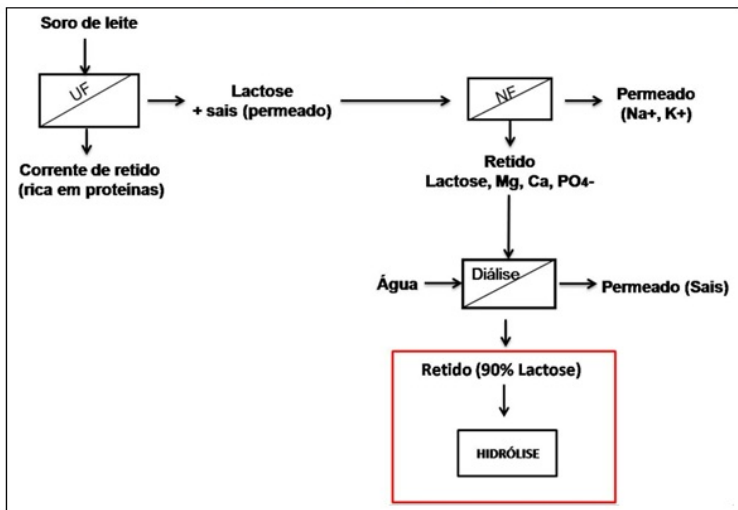 Soro de leite
UF
Lactose
+ sais (permeado)
NF
Permeado
(Na+, K+)
Corrente de retido
(rica em proteínas)
Retido
Lactose, Mg, Ca, PO4-
Água
Diálise
Permeado (Sais)
Retido (90% Lactose)
HIDRÓLISE